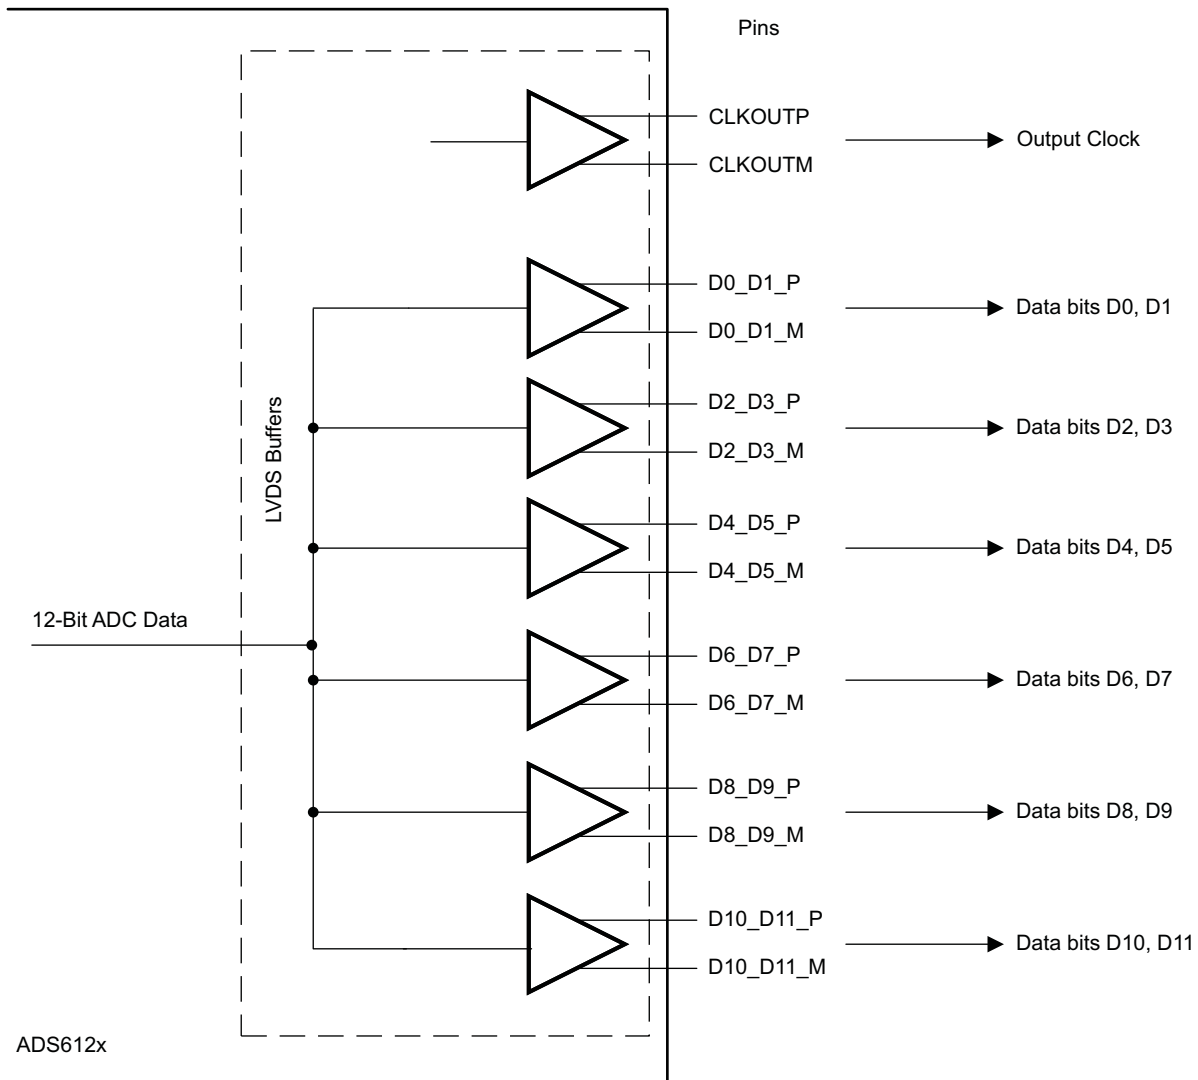 Pins
CLKOUTP
CLKOUTM
Output Clock
D0_D1_P
D0_D1_M
Data bits D0, D1
D2_D3_P
D2_D3_M
Data bits D2, D3
LVDS Buffers
D4_D5_P
D4_D5_M
Data bits D4, D5
12-Bit ADC Data
D6_D7_P
D6_D7_M
Data bits D6, D7
D8_D9_P
D8_D9_M
Data bits D8, D9
D10_D11_P
D10_D11_M
Data bits D10, D11
ADS612x